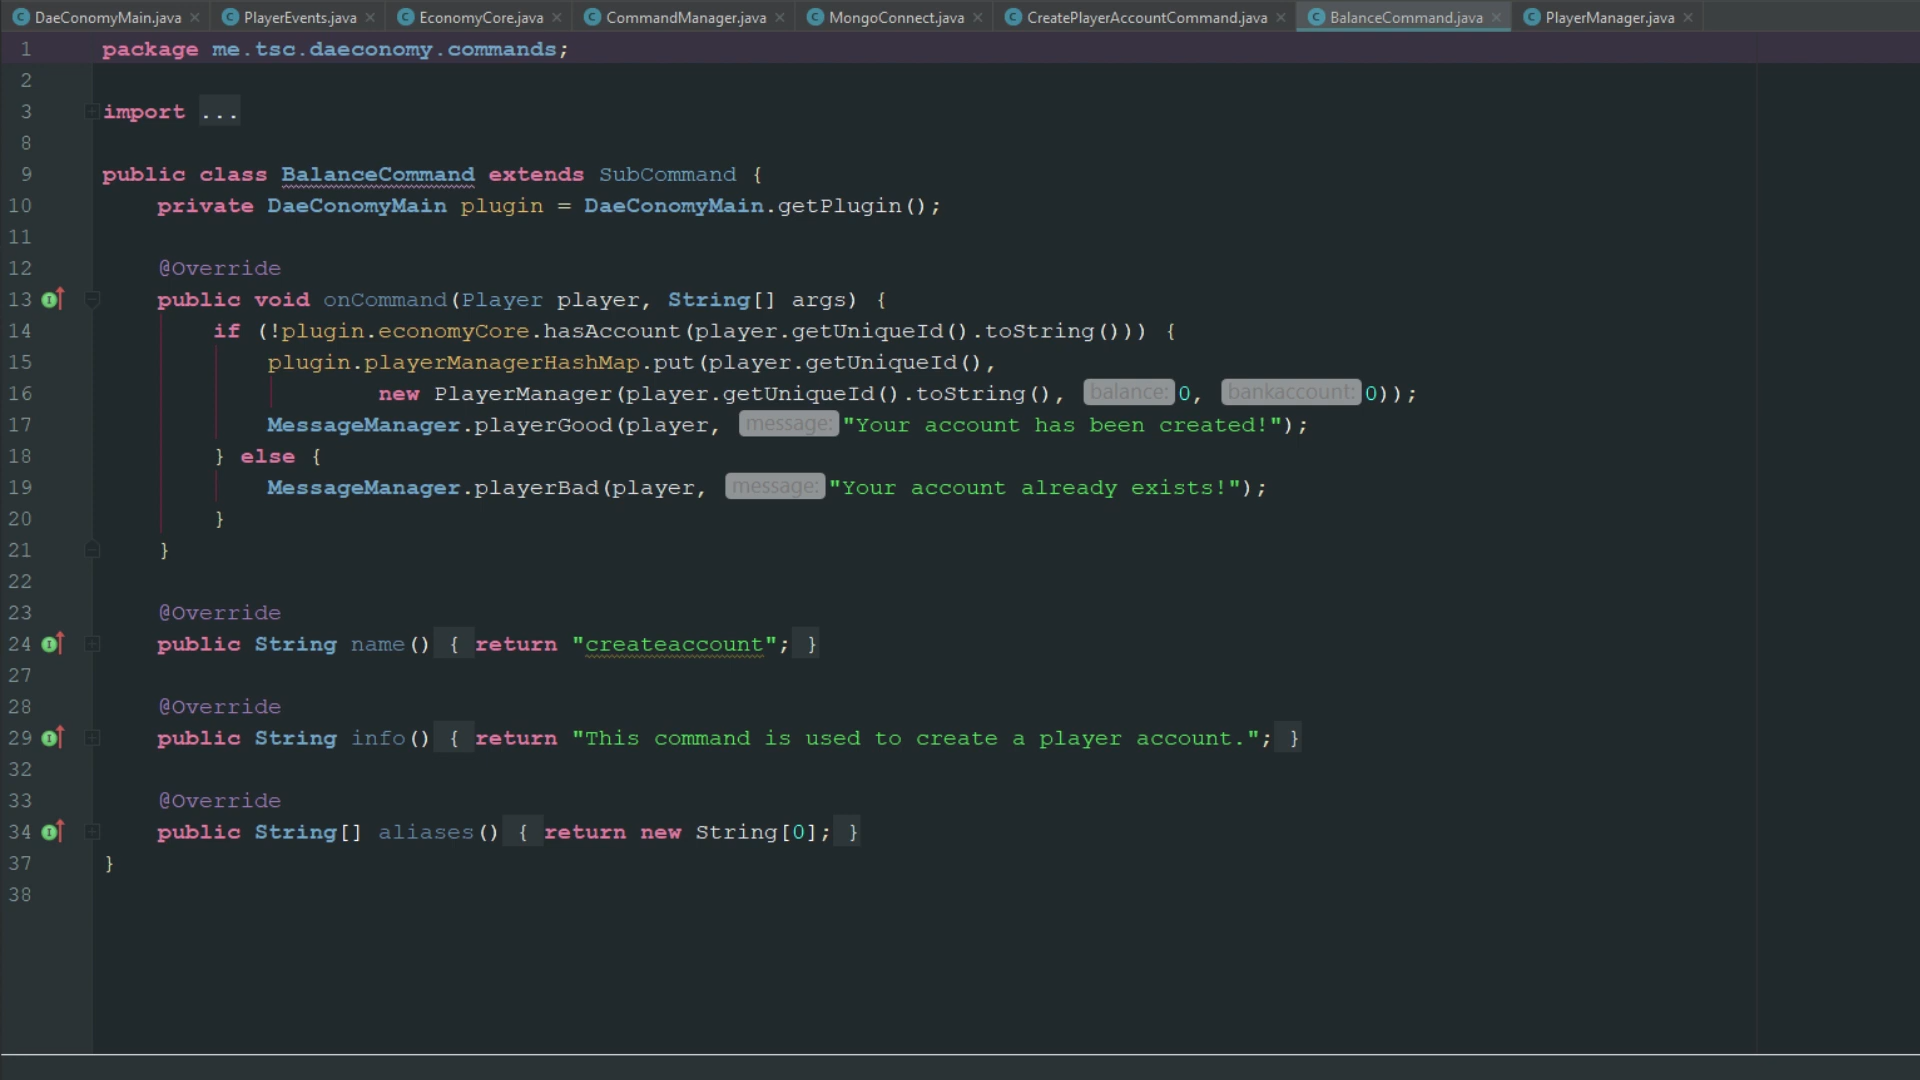 DaeConomyMain.java PlayerEvents.java EconomyCore.java CommandManager.java MongoConnect.java CreatePlayerAccountCommand.java BalanceCommand.java PlayerManager.java
1 package me.tsc.daeconomy.commands;
2
3 import ...
8
9 public class BalanceCommand extends SubCommand {
10 private DaeConomyMain plugin = DaeConomyMain.getPlugin();
11
12 @Override
13 public void onCommand(Player player, String[] args) {
14 if (!plugin.economyCore.hasAccount(player.getUniqueId().toString())) {
15 plugin.playerManagerHashMap.put(player.getUniqueId(),
16 new PlayerManager(player.getUniqueId().toString(), balance: 0, bankaccount: 0));
17 MessageManager.playerGood(player, message: "Your account has been created!");
18 } else {
19 MessageManager.playerBad(player, message: "Your account already exists!");
20 }
21 }
22
23 @Override
24 public String name() { return "createaccount"; }
27
28 @Override
29 public String info() { return "This command is used to create a player account."; }
32
33 @Override
34 public String[] aliases() { return new String[0]; }
37 }
38